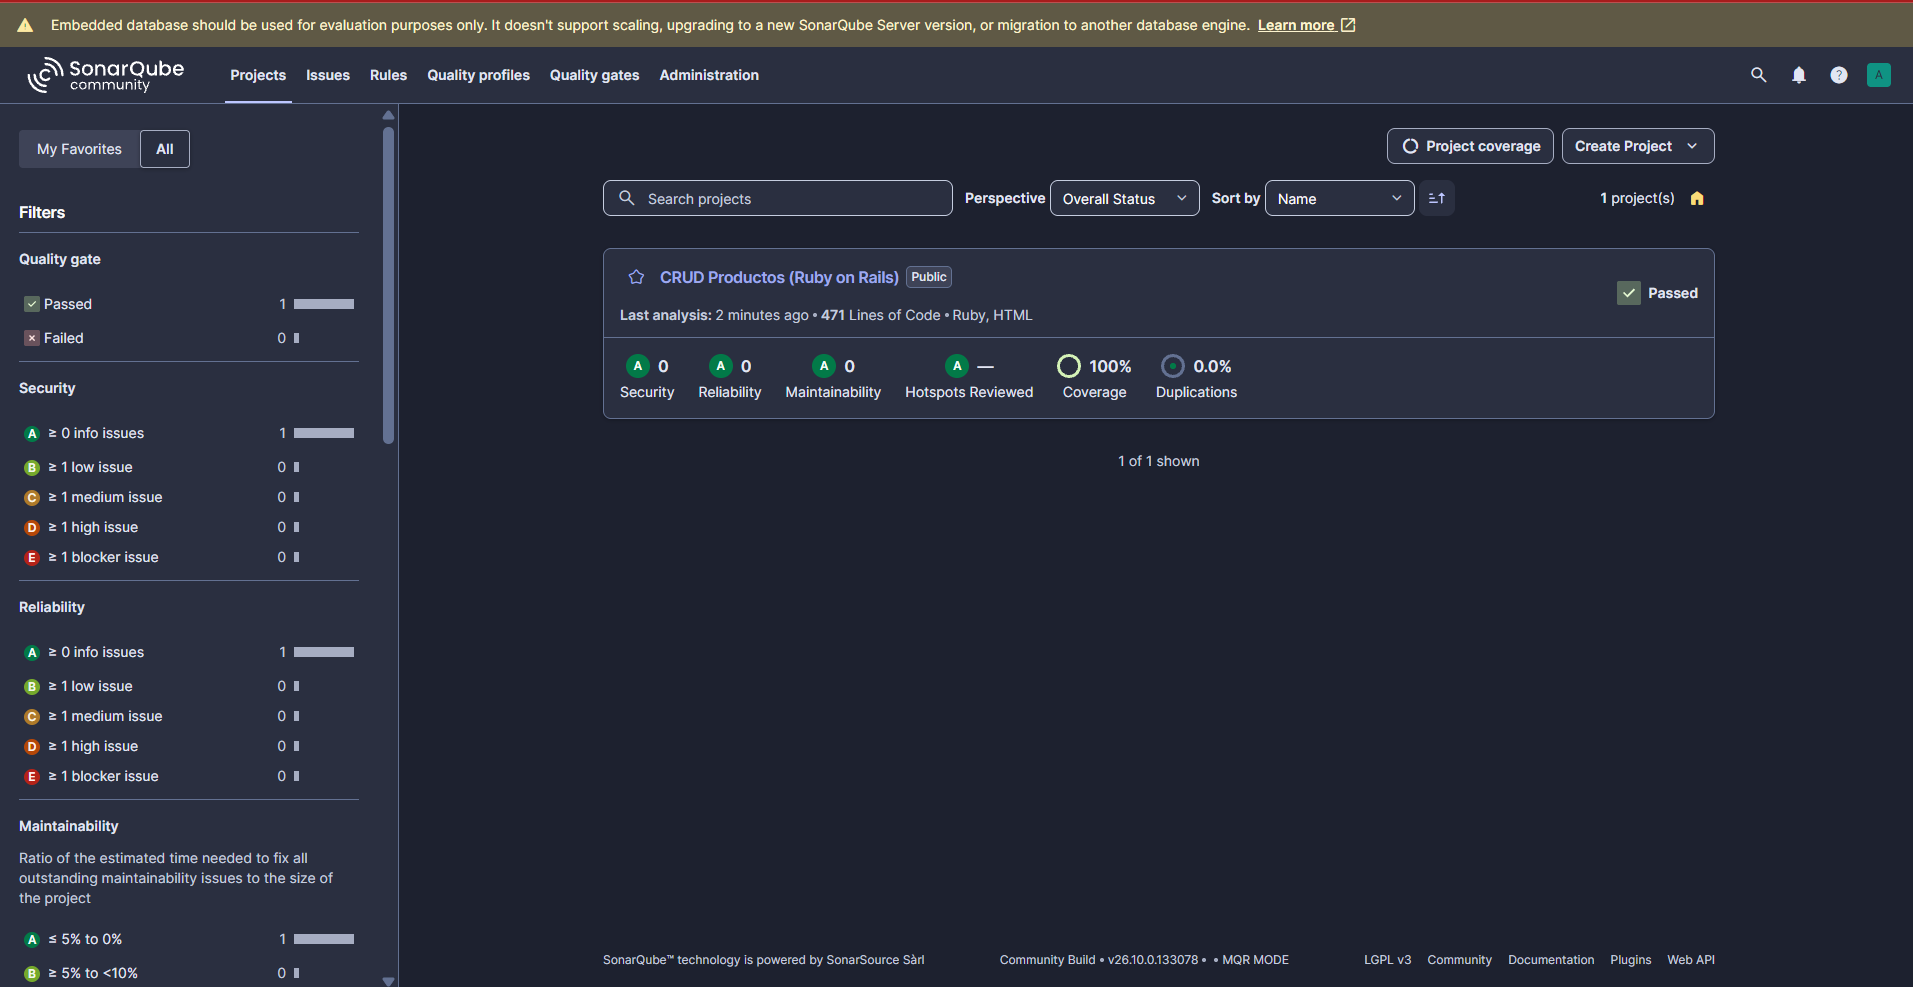 Embedded database should be used for evaluation purposes only. It doesn't support scaling, upgrading to a new SonarQube Server version, or migration to another database engine. Learn more
SonarQube community
Projects Issues Rules Quality profiles Quality gates Administration
A
My Favorites All
Filters
Quality gate
Passed 1
Failed 0
Security
A ≥ 0 info issues 1
B ≥ 1 low issue 0
C ≥ 1 medium issue 0
D ≥ 1 high issue 0
E ≥ 1 blocker issue 0
Reliability
A ≥ 0 info issues 1
B ≥ 1 low issue 0
C ≥ 1 medium issue 0
D ≥ 1 high issue 0
E ≥ 1 blocker issue 0
Maintainability
Ratio of the estimated time needed to fix all
outstanding maintainability issues to the size of
the project
A ≤ 5% to 0% 1
B ≥ 5% to <10% 0
Project coverage Create Project
Search projects Perspective Overall Status Sort by Name 1 project(s)
CRUD Productos (Ruby on Rails) Public
Passed
Last analysis: 2 minutes ago • 471 Lines of Code • Ruby, HTML
A 0 A 0 A 0 A — 100% 0.0%
Security Reliability Maintainability Hotspots Reviewed Coverage Duplications
1 of 1 shown
SonarQube™ technology is powered by SonarSource Sàrl Community Build • v26.10.0.133078 • • MQR MODE LGPL v3 Community Documentation Plugins Web API